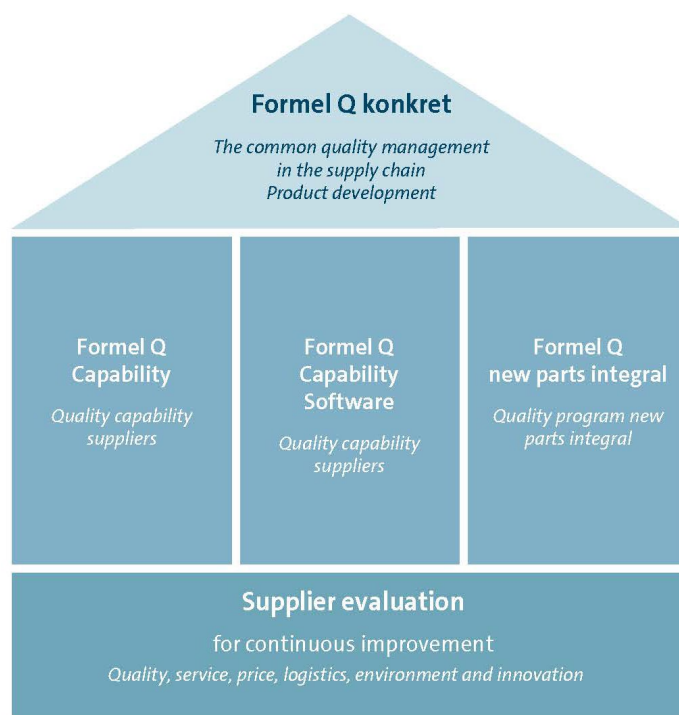 Formel Q konkret
The common quality management
in the supply chain
Product development
Formel Q
Capability
Quality capability
suppliers
Formel Q
Capability
Software
Quality capability
suppliers
Formel Q
new parts integral
Quality program new
parts integral
Supplier evaluation
for continuous improvement
Quality, service, price, logistics, environment and innovation